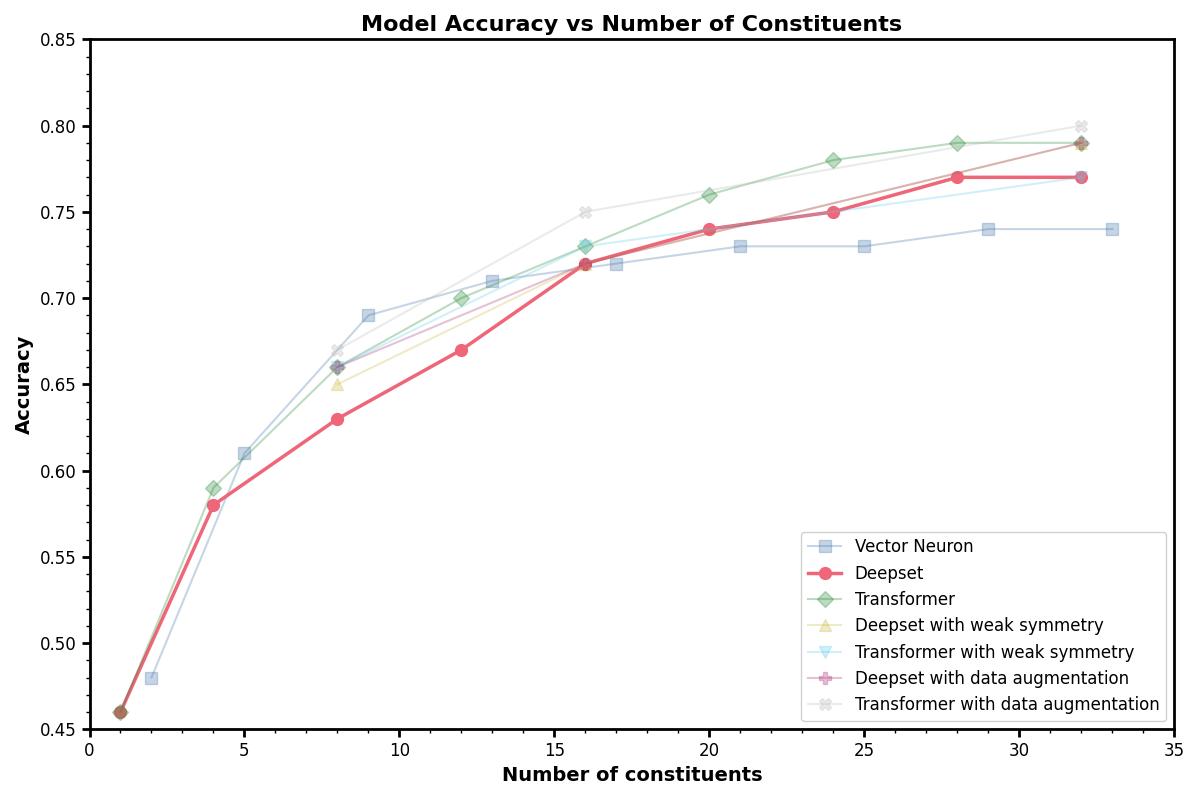 Model Accuracy vs Number of Constituents
0.85
0.80
0.75
0.70
0.65
0.60
0.55
0.50
0.45
Accuracy
0 5 10 15 20 25 30 35
Number of constituents
Vector Neuron
Deepset
Transformer
Deepset with weak symmetry
Transformer with weak symmetry
Deepset with data augmentation
Transformer with data augmentation